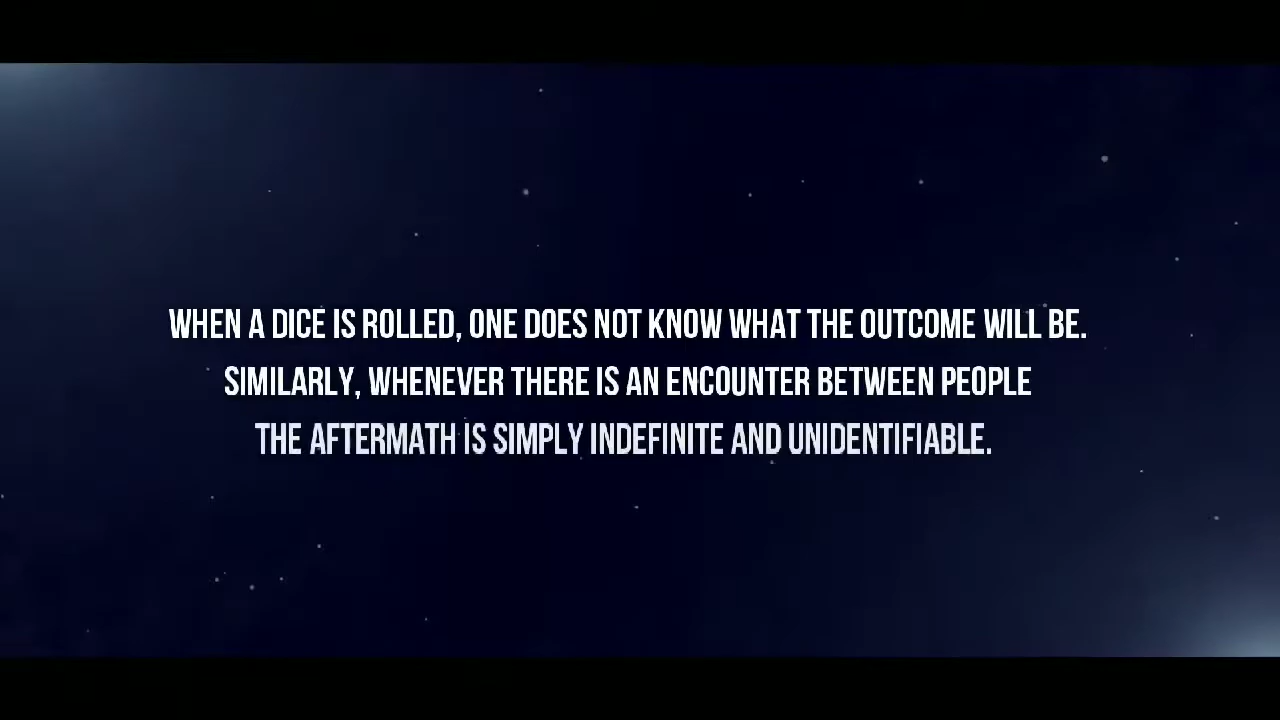 WHEN A DICE IS ROLLED, ONE DOES NOT KNOW WHAT THE OUTCOME WILL BE.
SIMILARLY, WHENEVER THERE IS AN ENCOUNTER BETWEEN PEOPLE
THE AFTERMATH IS SIMPLY INDEFINITE AND UNIDENTIFIABLE.